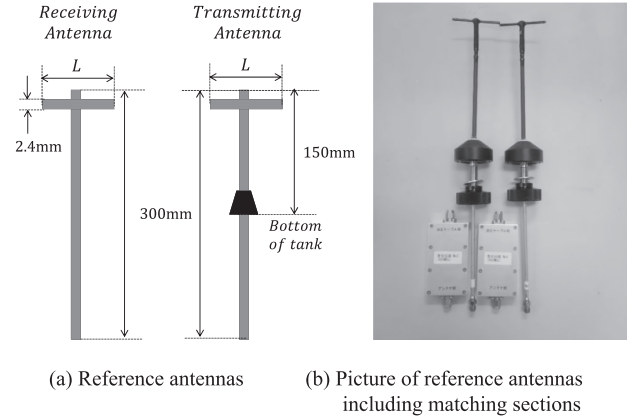 Receiving
Antenna
Transmitting
Antenna
L
L
2.4mm
300mm
150mm
Bottom
of tank
(a) Reference antennas
(b) Picture of reference antennas
including matching sections